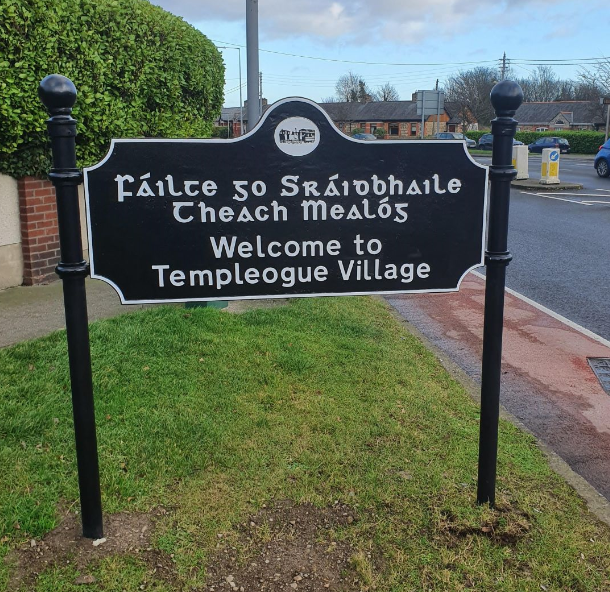 Fáilte go Sráidbhaile
Theach Mealóg
Welcome to
Templeogue Village